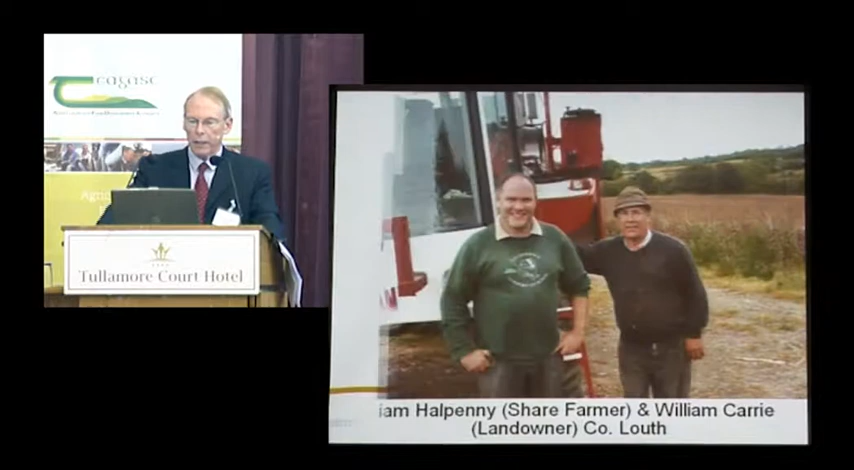 teagasc
Tullamore Court Hotel
iam Halpenny (Share Farmer) & William Carrie
(Landowner) Co. Louth